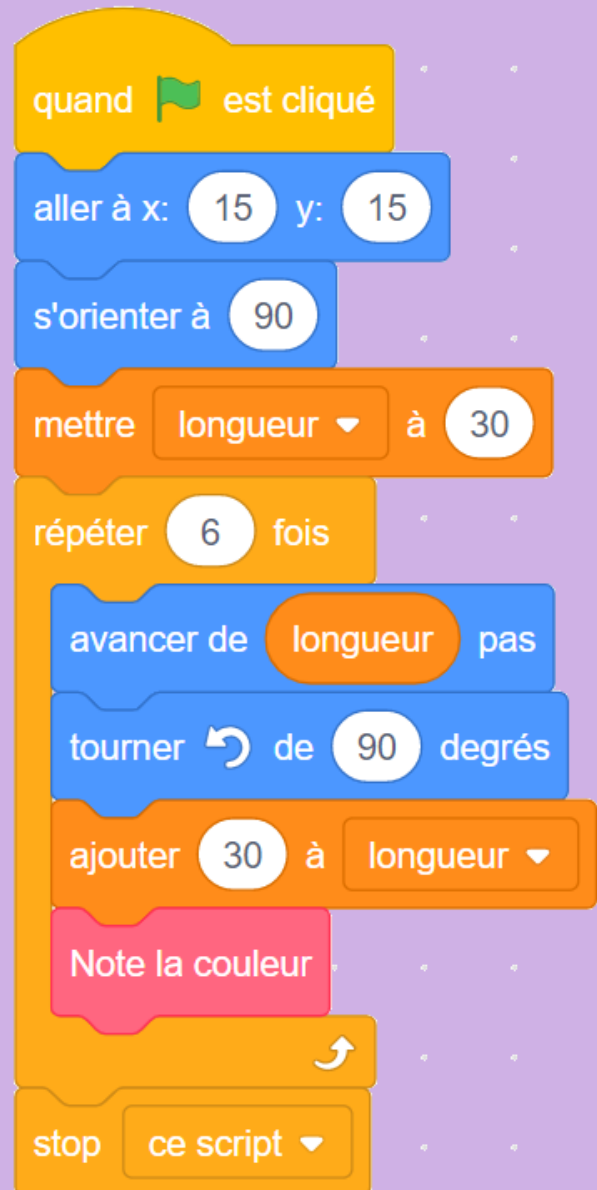 quand est cliqué
aller à x: 15 y: 15
s'orienter à 90
mettre longueur à 30
répéter 6 fois
avancer de longueur pas
tourner de 90 degrés
ajouter 30 à longueur
Note la couleur
stop ce script